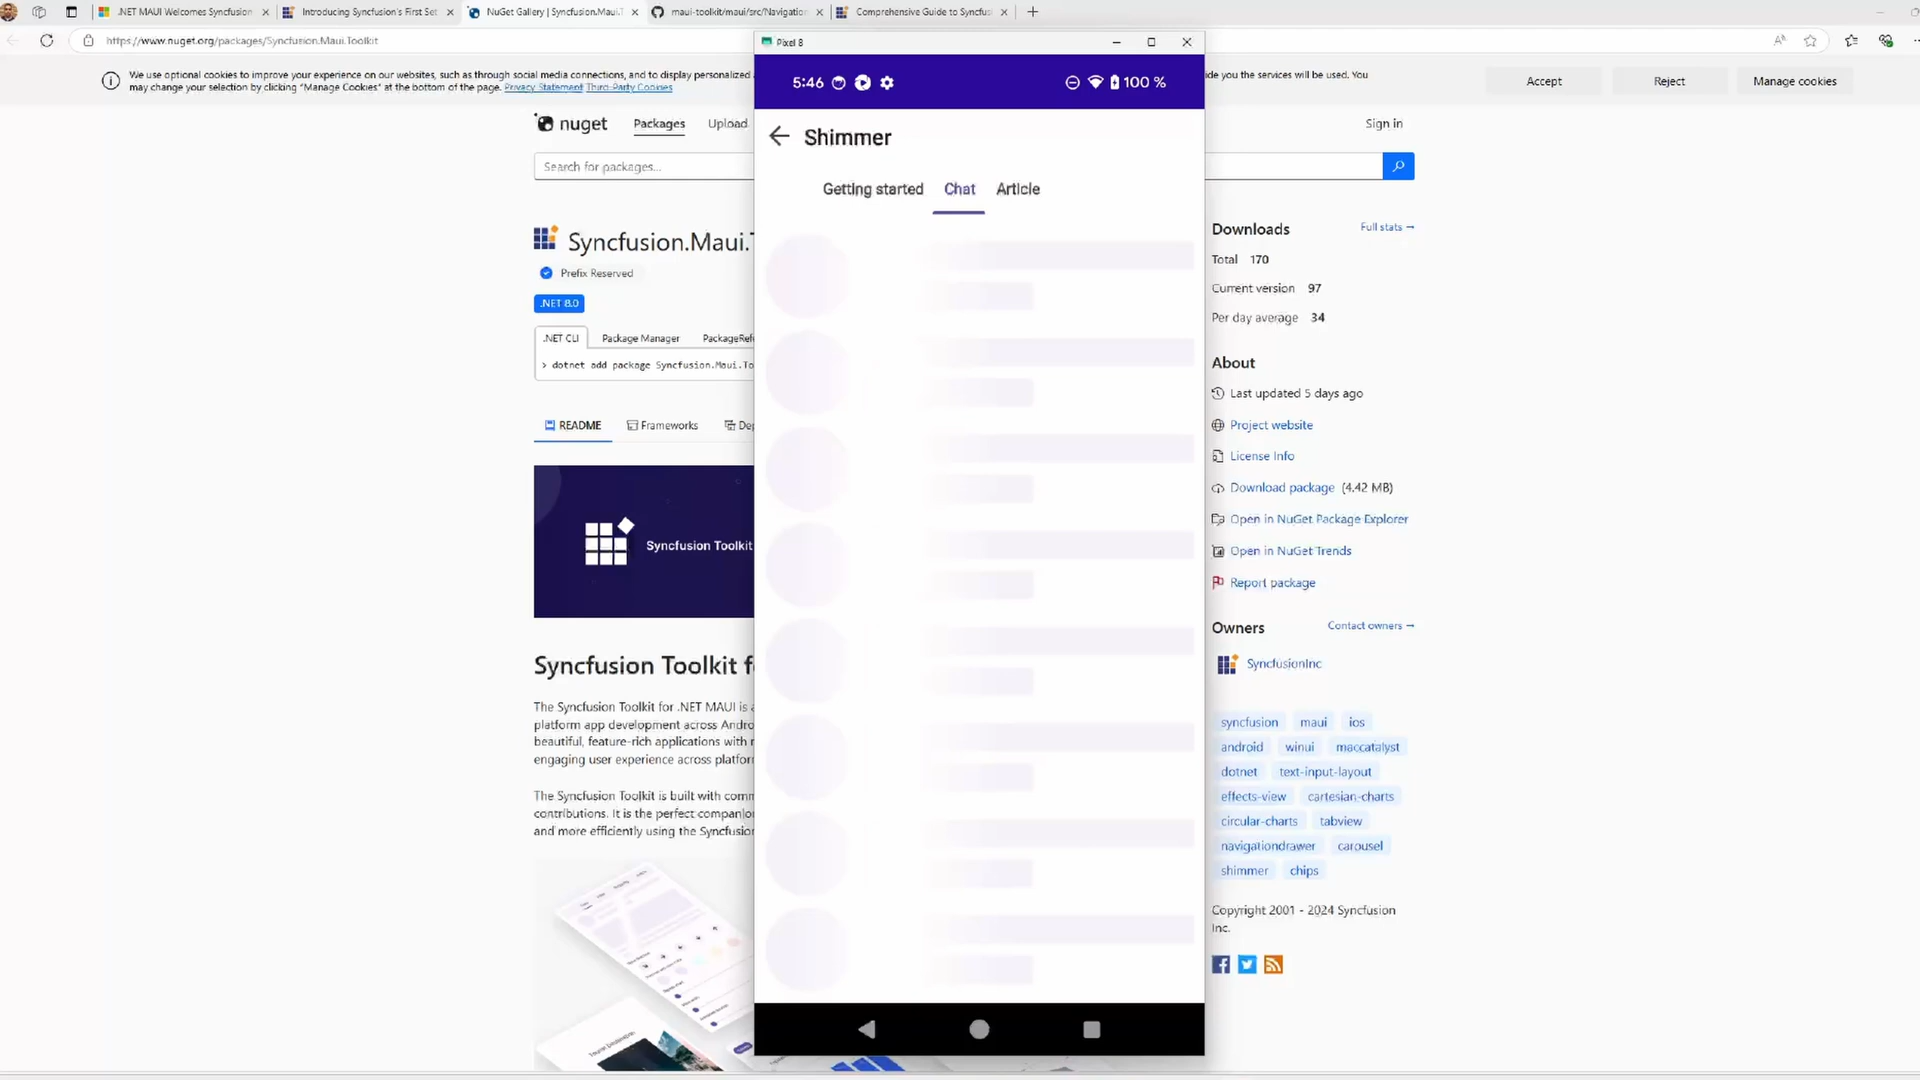 .NET MAUI Welcomes Syncfusion
Introducing Syncfusion's First Set
NuGet Gallery | Syncfusion.Maui.T
maui-toolkit/maui/src/Navigation
Comprehensive Guide to Syncfus
https://www.nuget.org/packages/Syncfusion.Maui.Toolkit
We use optional cookies to improve your experience on our websites, such as through social media connections, and to display personalized
de you the services will be used. You
may change your selection by clicking "Manage Cookies" at the bottom of the page. Privacy Statement Third-Party Cookies
Accept
Reject
Manage cookies
nuget
Packages
Upload
Sign in
Search for packages...
Syncfusion.Maui.T
Prefix Reserved
.NET 8.0
.NET CLI
Package Manager
PackageRef
> dotnet add package Syncfusion.Maui.To
README
Frameworks
Dep
Syncfusion Toolkit
Syncfusion Toolkit f
The Syncfusion Toolkit for .NET MAUI is a
platform app development across Andro
beautiful, feature-rich applications with m
engaging user experience across platfor
The Syncfusion Toolkit is built with comm
contributions. It is the perfect companion
and more efficiently using the Syncfusion
Pixel 8
5:46
100 %
Shimmer
Getting started
Chat
Article
Downloads
Full stats →
Total 170
Current version 97
Per day average 34
About
Last updated 5 days ago
Project website
License Info
Download package (4.42 MB)
Open in NuGet Package Explorer
Open in NuGet Trends
Report package
Owners
Contact owners →
SyncfusionInc
syncfusion maui ios
android winui maccatalyst
dotnet text-input-layout
effects-view cartesian-charts
circular-charts tabview
navigationdrawer carousel
shimmer chips
Copyright 2001 - 2024 Syncfusion
Inc.